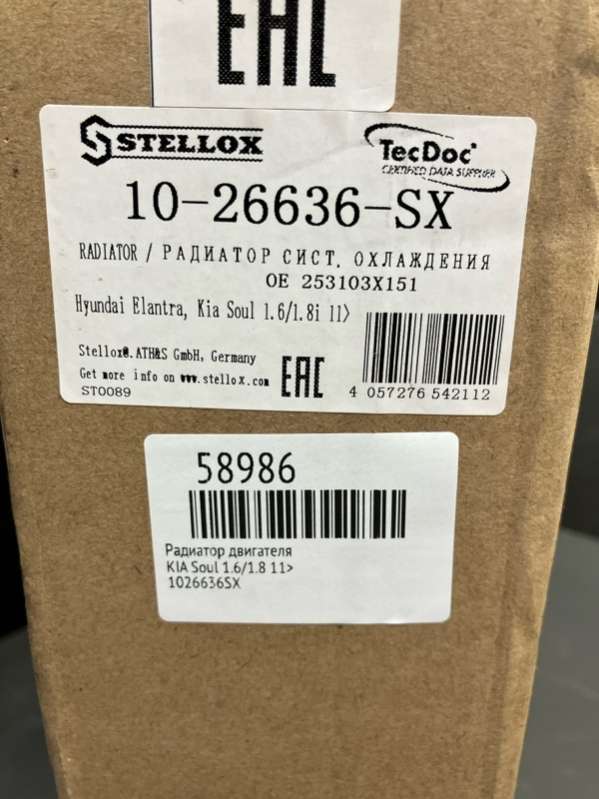 EAC
STELLOX
TecDoc®
CERTIFIED DATA SUPPLIER
10-26636-SX
RADIATOR / РАДИАТОР СИСТ. ОХЛАЖДЕНИЯ
OE 253103X151
Hyundai Elantra, Kia Soul 1.6/1.8i 11>
Stellox®.ATH&S GmbH, Germany
Get more info on www.stellox.com
ST0089
EAC
4 057276 542112
58986
Радиатор двигателя
KIA Soul 1.6/1.8 11>
1026636SX